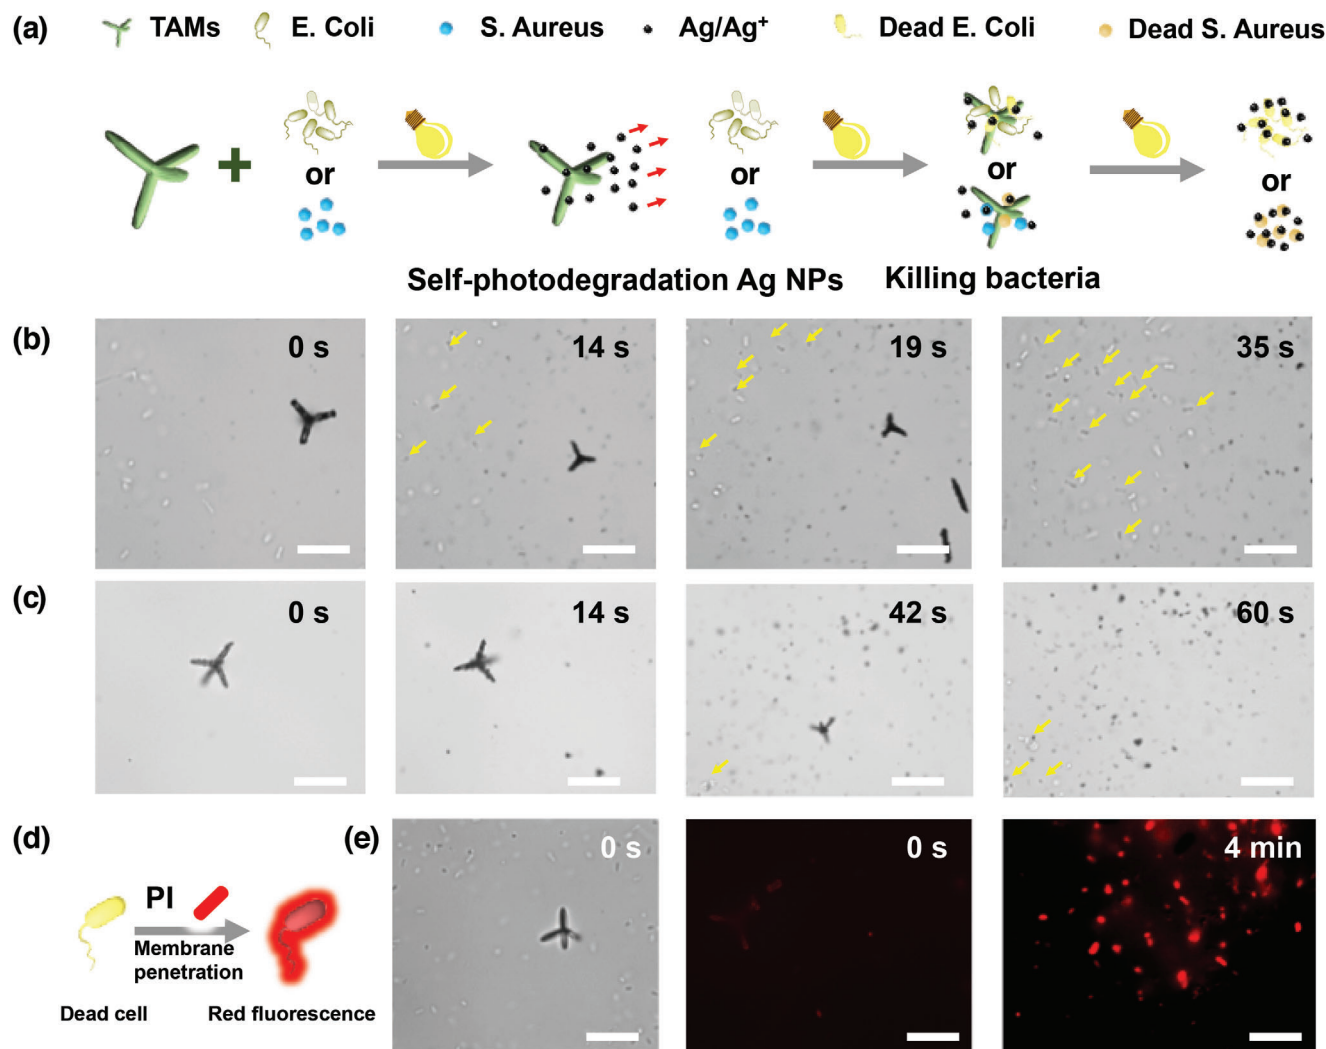 (a) TAMs E. Coli S. Aureus Ag/Ag⁺ Dead E. Coli Dead S. Aureus
or or or or
Self-photodegradation Ag NPs Killing bacteria
(b) 0 s 14 s 19 s 35 s
(c) 0 s 14 s 42 s 60 s
(d) (e) 0 s 0 s 4 min
PI
Membrane
penetration
Dead cell Red fluorescence